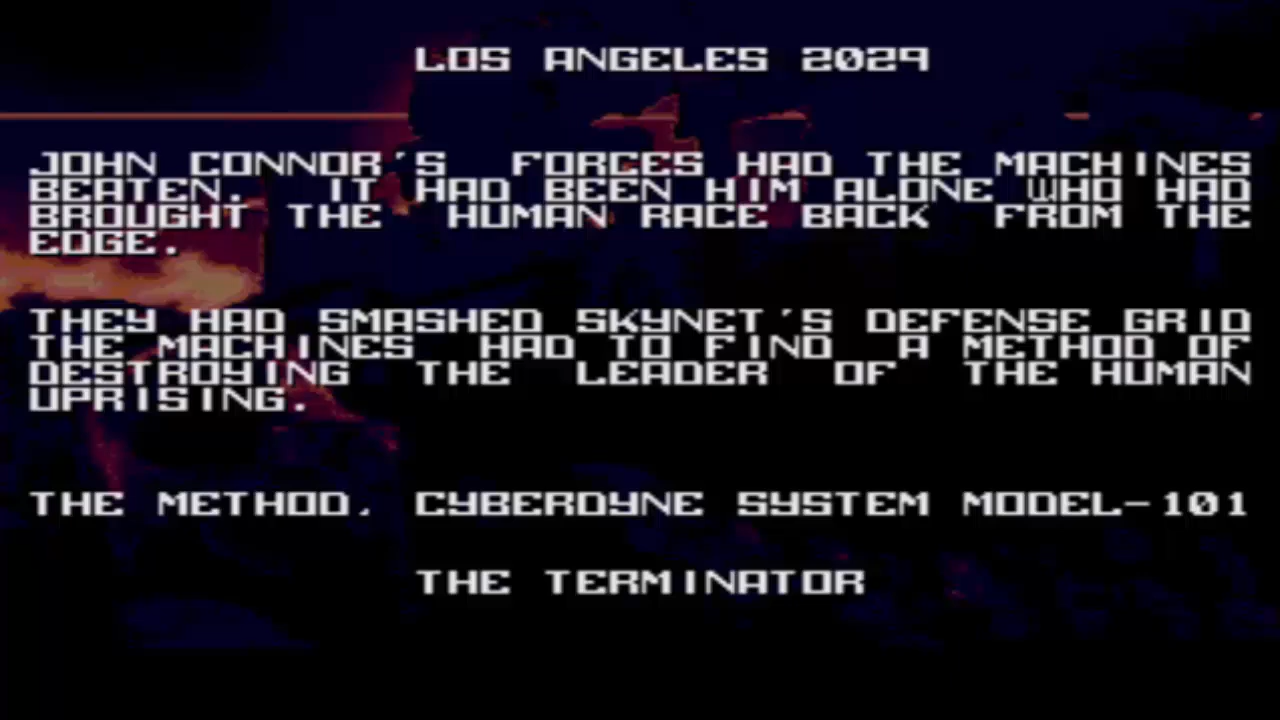 LOS ANGELES 2029
JOHN CONNOR'S FORCES HAD THE MACHINES
BEATEN. IT HAD BEEN HIM ALONE WHO HAD
BROUGHT THE HUMAN RACE BACK FROM THE
EDGE.
THEY HAD SMASHED SKYNET'S DEFENSE GRID
THE MACHINES HAD TO FIND A METHOD OF
DESTROYING THE LEADER OF THE HUMAN
UPRISING.
THE METHOD, CYBERDYNE SYSTEM MODEL-101
THE TERMINATOR